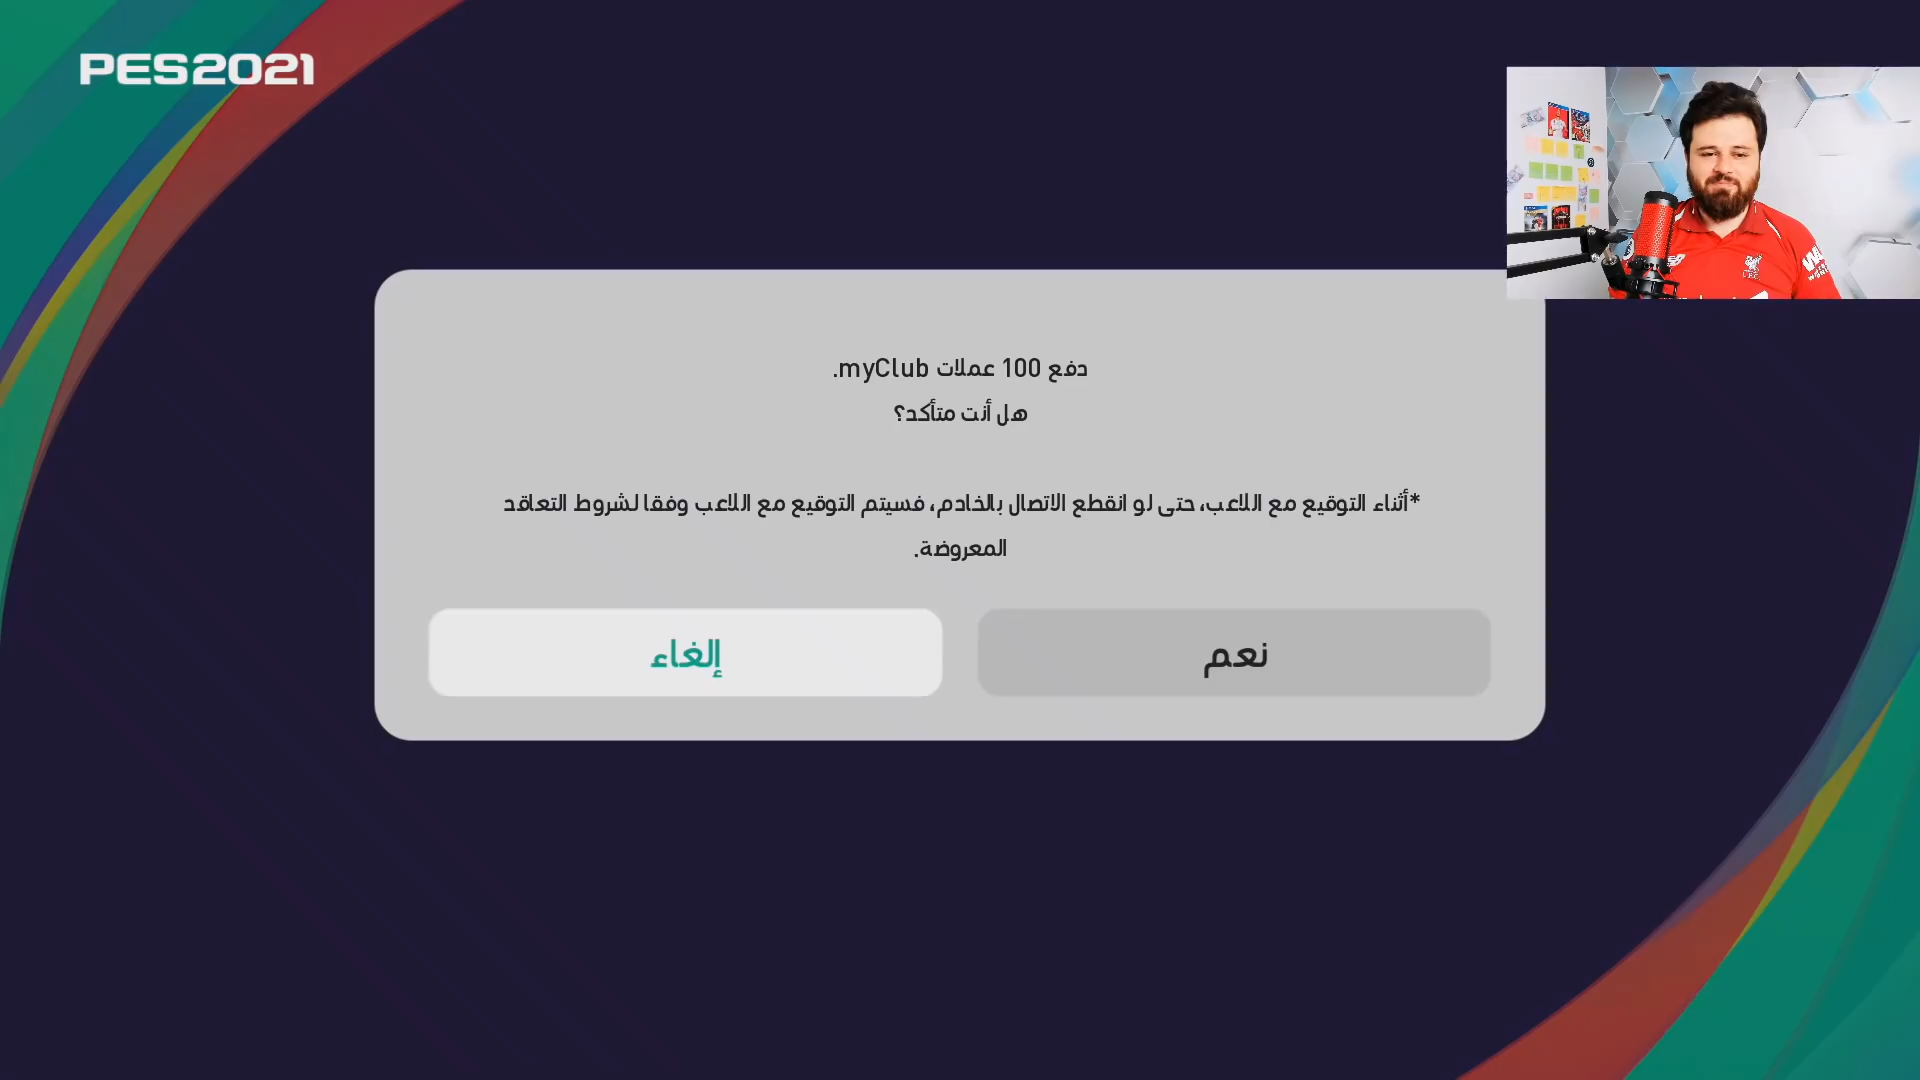 PES2021
دفع 100 عملات myClub.
هل أنت متأكد؟
*أثناء التوقيع مع اللاعب، حتى لو انقطع الاتصال بالخادم، فسيتم التوقيع مع اللاعب وفقا لشروط التعاقد
المعروضة.
نعم
إلغاء